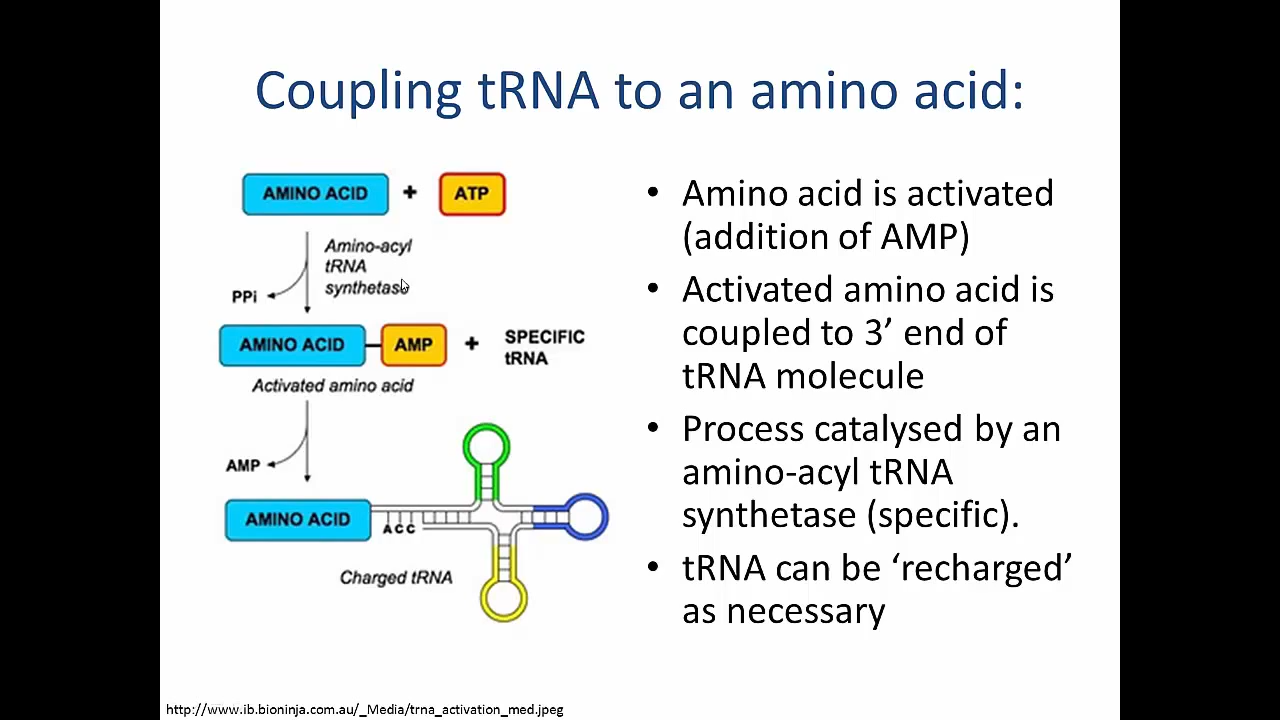 Coupling tRNA to an amino acid:
AMINO ACID + ATP
Amino-acyl
tRNA
synthetase
PPi
AMINO ACID AMP + SPECIFIC
tRNA
Activated amino acid
AMP
AMINO ACID
A C C
Charged tRNA
• Amino acid is activated
(addition of AMP)
• Activated amino acid is
coupled to 3’ end of
tRNA molecule
• Process catalysed by an
amino-acyl tRNA
synthetase (specific).
• tRNA can be ‘recharged’
as necessary
http://www.ib.bioninja.com.au/_Media/trna_activation_med.jpeg